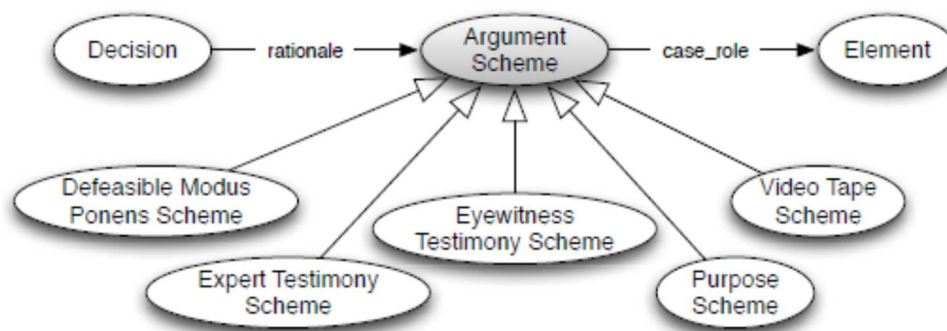 Decision
rationale
Argument
Scheme
case_role
Element
Defeasible Modus
Ponens Scheme
Expert Testimony
Scheme
Eyewitness
Testimony Scheme
Purpose
Scheme
Video Tape
Scheme